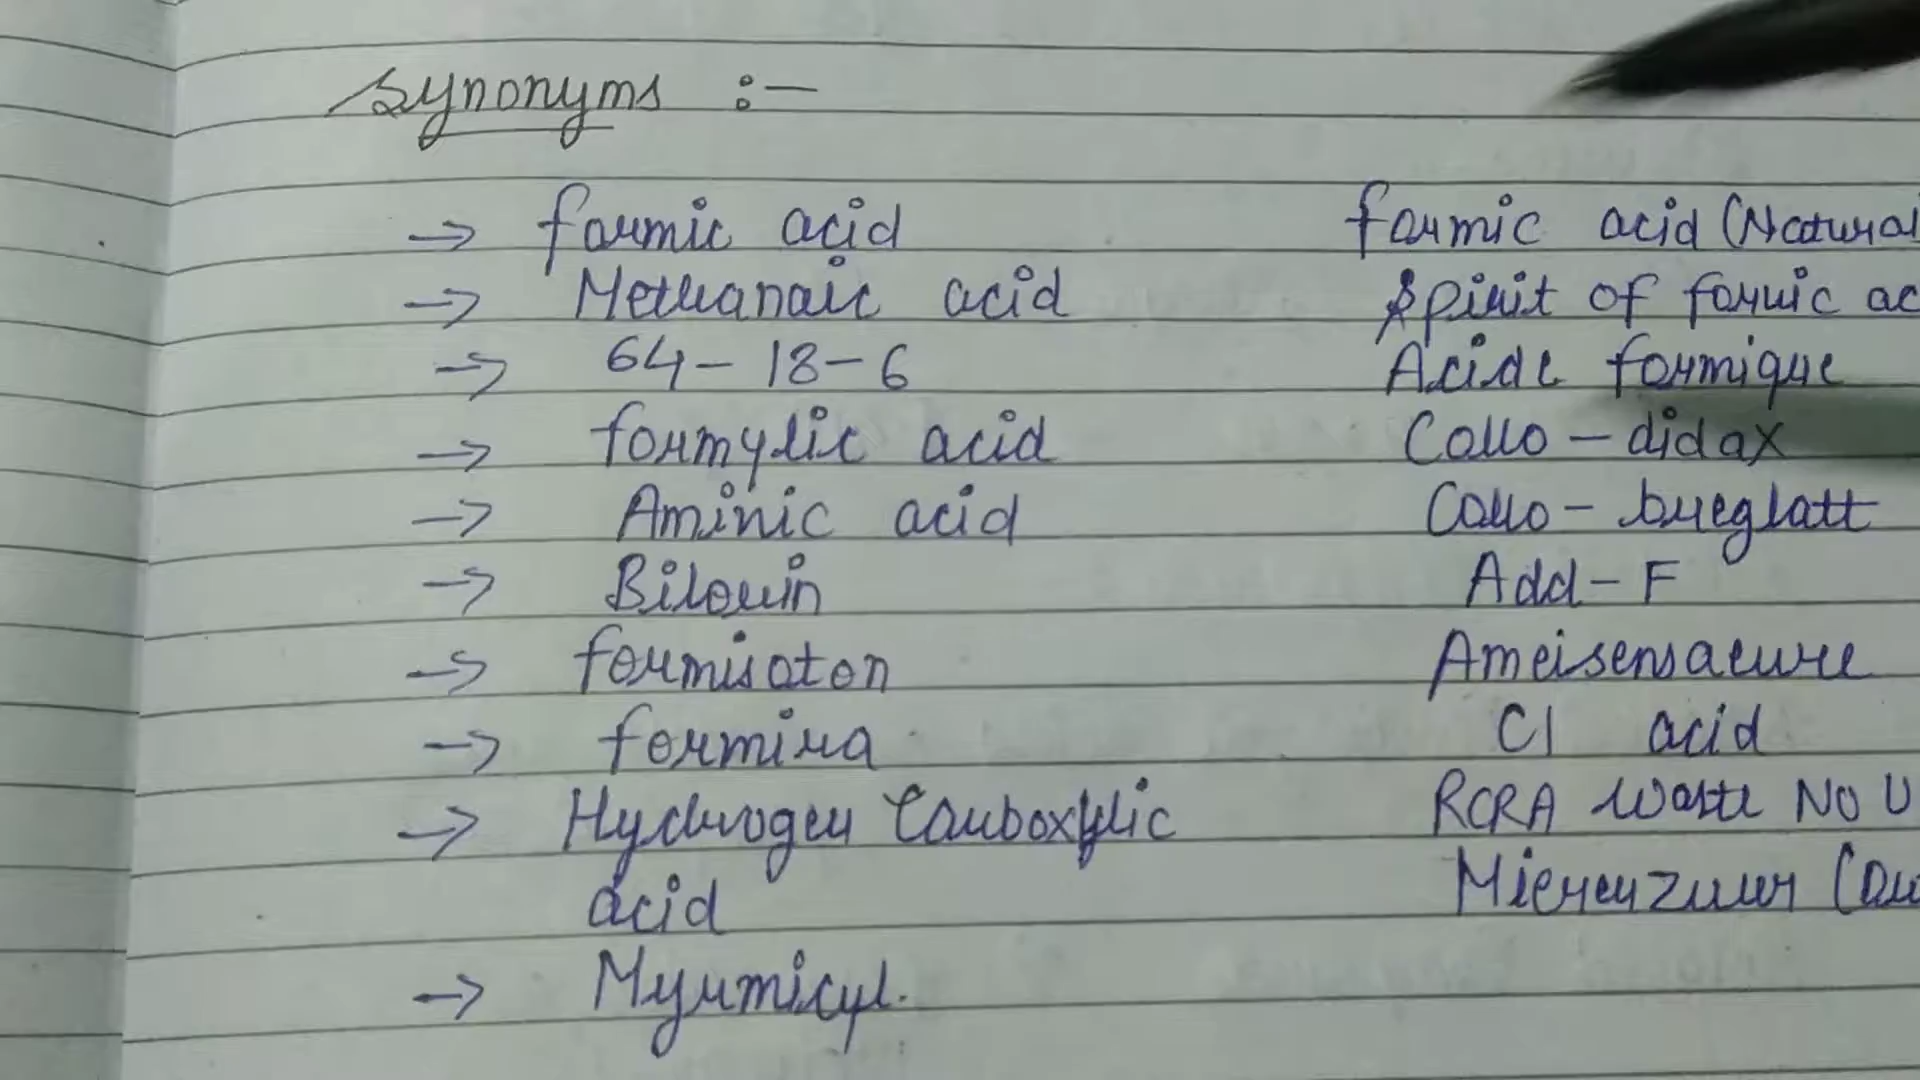 Synonyms :-
→ formic acid
→ Methanoic acid
→ 64-18-6
→ formylic acid
→ Aminic acid
→ Bilorin
→ formisoton
→ formira
→ Hydrogen Carboxylic
acid
→ Myrmicyl.
formic acid (Natural
Spirit of formic ac
Acide formique
Collo-didax
Collo-bueglatt
Add-F
Ameisensaeure
C1 acid
RCRA Waste No U
Mierenzuur (Du